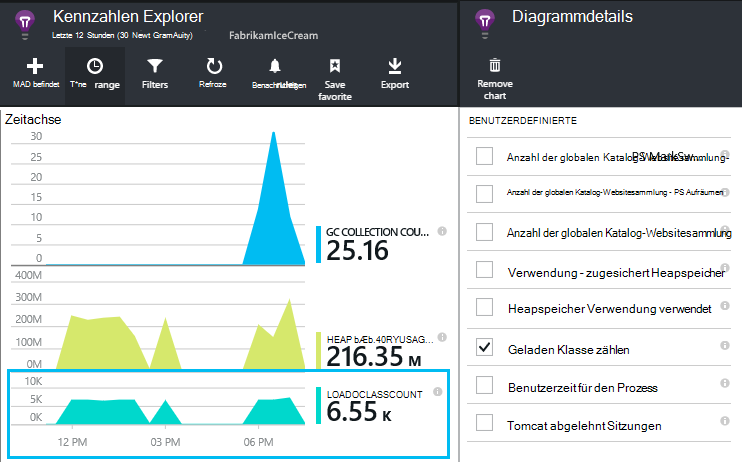 Kennzahlen Explorer
Letzte 12 Stunden (30 Newt GramAuity)
FabrikamIceCream
MAD befindet
T*ne range
Filters
Refroze
Save favorite
Export
Zeitachse
30
25
20
15
10
5
0
GC COLLECTION COU...
25.16
400M
300M
200M
100M
0M
HEAP bÆb.40RYUSAG...
216.35 M
10K
5K
0K
LOADOCLASSCOUNT
6.55 K
12 PM
03 PM
06 PM
Diagrammdetails
Remove chart
BENUTZERDEFINIERTE
Anzahl der globalen Katalog-Websitesammlung-
Anzahl der globalen Katalog-Websitesammlung - PS Aufräumen
Anzahl der globalen Katalog-Websitesammlung
Verwendung - zugesichert Heapspeicher
Heapspeicher Verwendung verwendet
Geladen Klasse zählen
Benutzerzeit für den Prozess
Tomcat abgelehnt Sitzungen